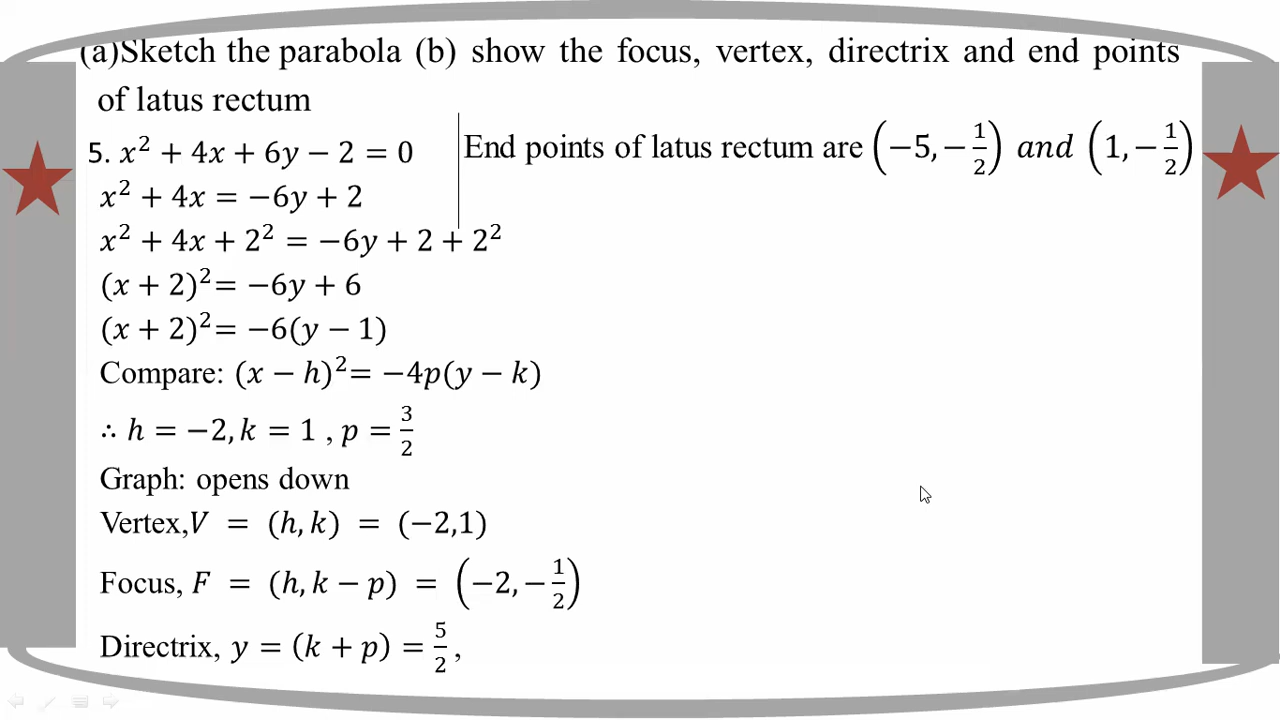 (a)Sketch the parabola (b) show the focus, vertex, directrix and end points
of latus rectum
5. x² + 4x + 6y − 2 = 0
x² + 4x = −6y + 2
x² + 4x + 2² = −6y + 2 + 2²
(x + 2)²= −6y + 6
(x + 2)²= −6(y − 1)
Compare: (x − h)²= −4p(y − k)
∴ h = −2, k = 1 , p = 3/2
Graph: opens down
Vertex,V = (h, k) = (−2,1)
Focus, F = (h, k − p) = (−2, −1/2)
Directrix, y = (k + p) = 5/2 ,
End points of latus rectum are (−5, −1/2) and (1, −1/2)